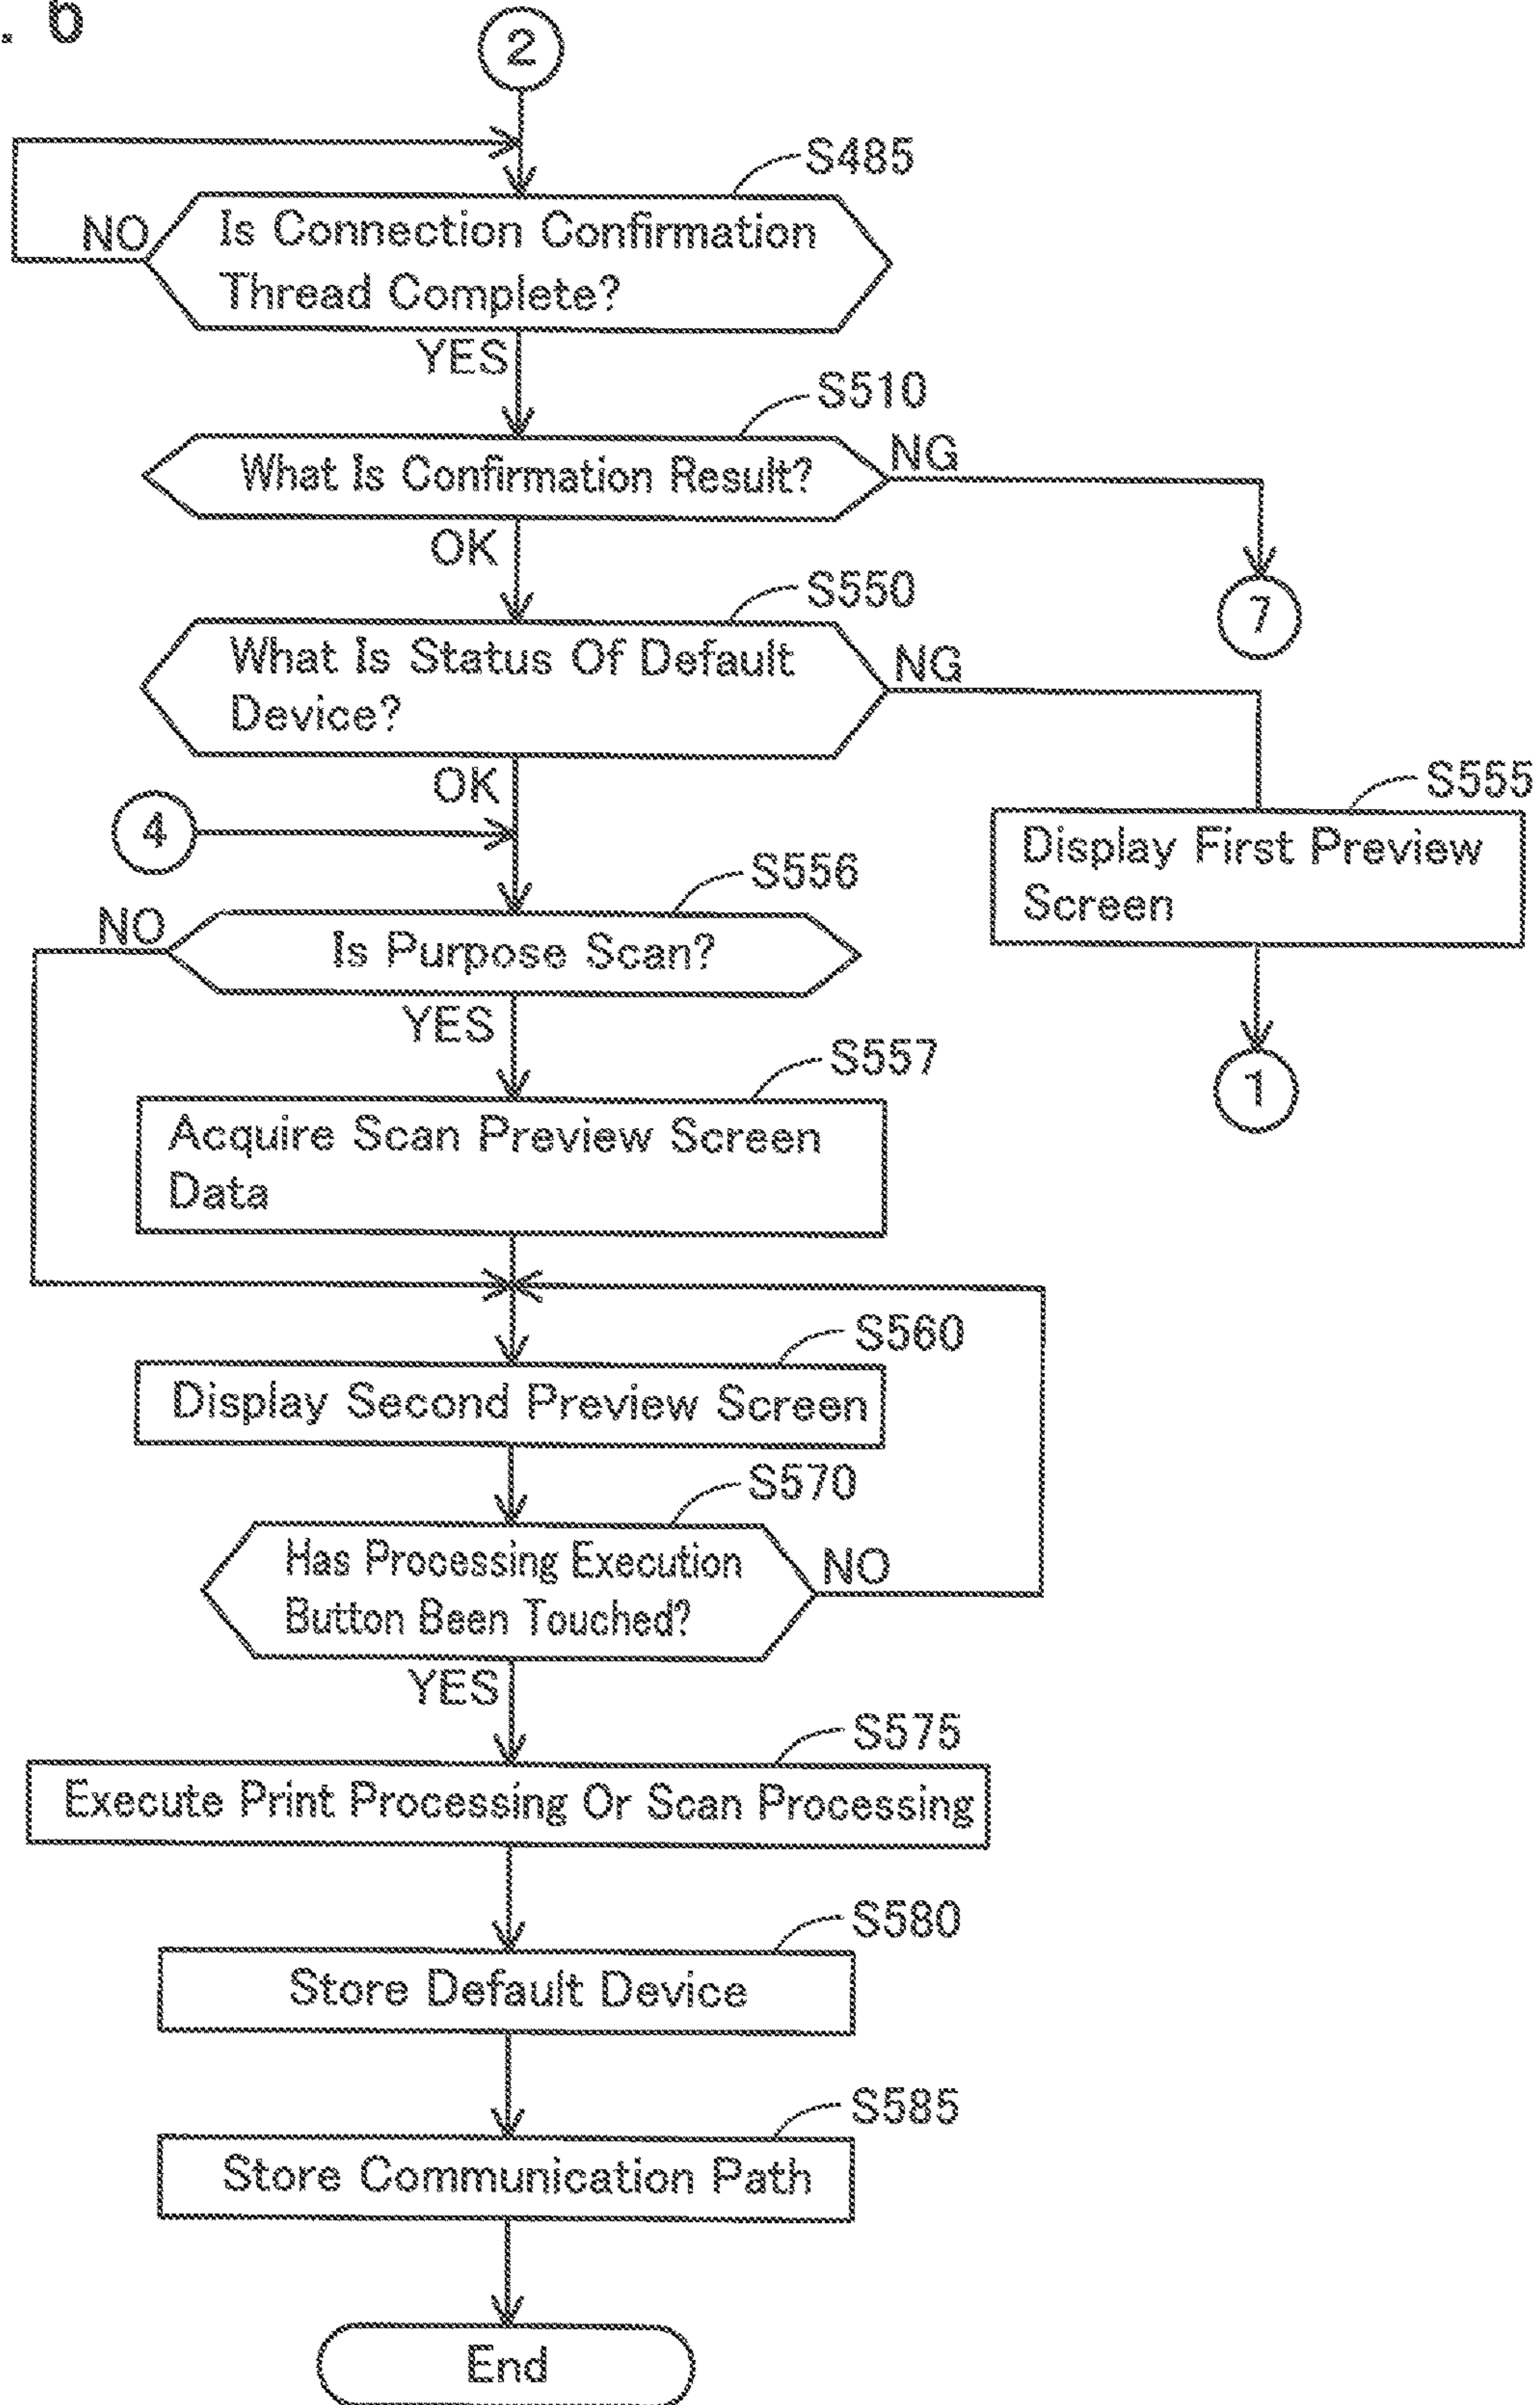 . 6
2
S485
NO
Is Connection Confirmation
Thread Complete?
YES
S510
What Is Confirmation Result?
NG
OK
7
S550
What Is Status Of Default
Device?
NG
OK
S555
4
Display First Preview
Screen
S556
NO
Is Purpose Scan?
YES
1
S557
Acquire Scan Preview Screen
Data
S560
Display Second Preview Screen
S570
Has Processing Execution
Button Been Touched?
NO
YES
S575
Execute Print Processing Or Scan Processing
S580
Store Default Device
S585
Store Communication Path
End